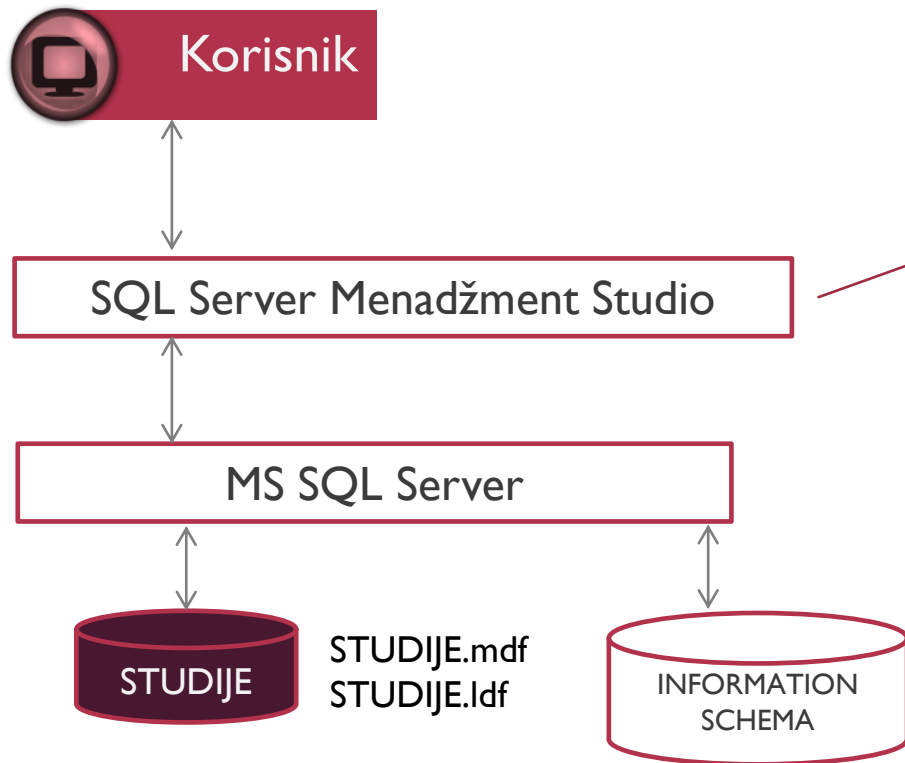 Korisnik
SQL Server Menadžment Studio
MS SQL Server
STUDIJE
STUDIJE.mdf
STUDIJE.ldf
INFORMATION
SCHEMA